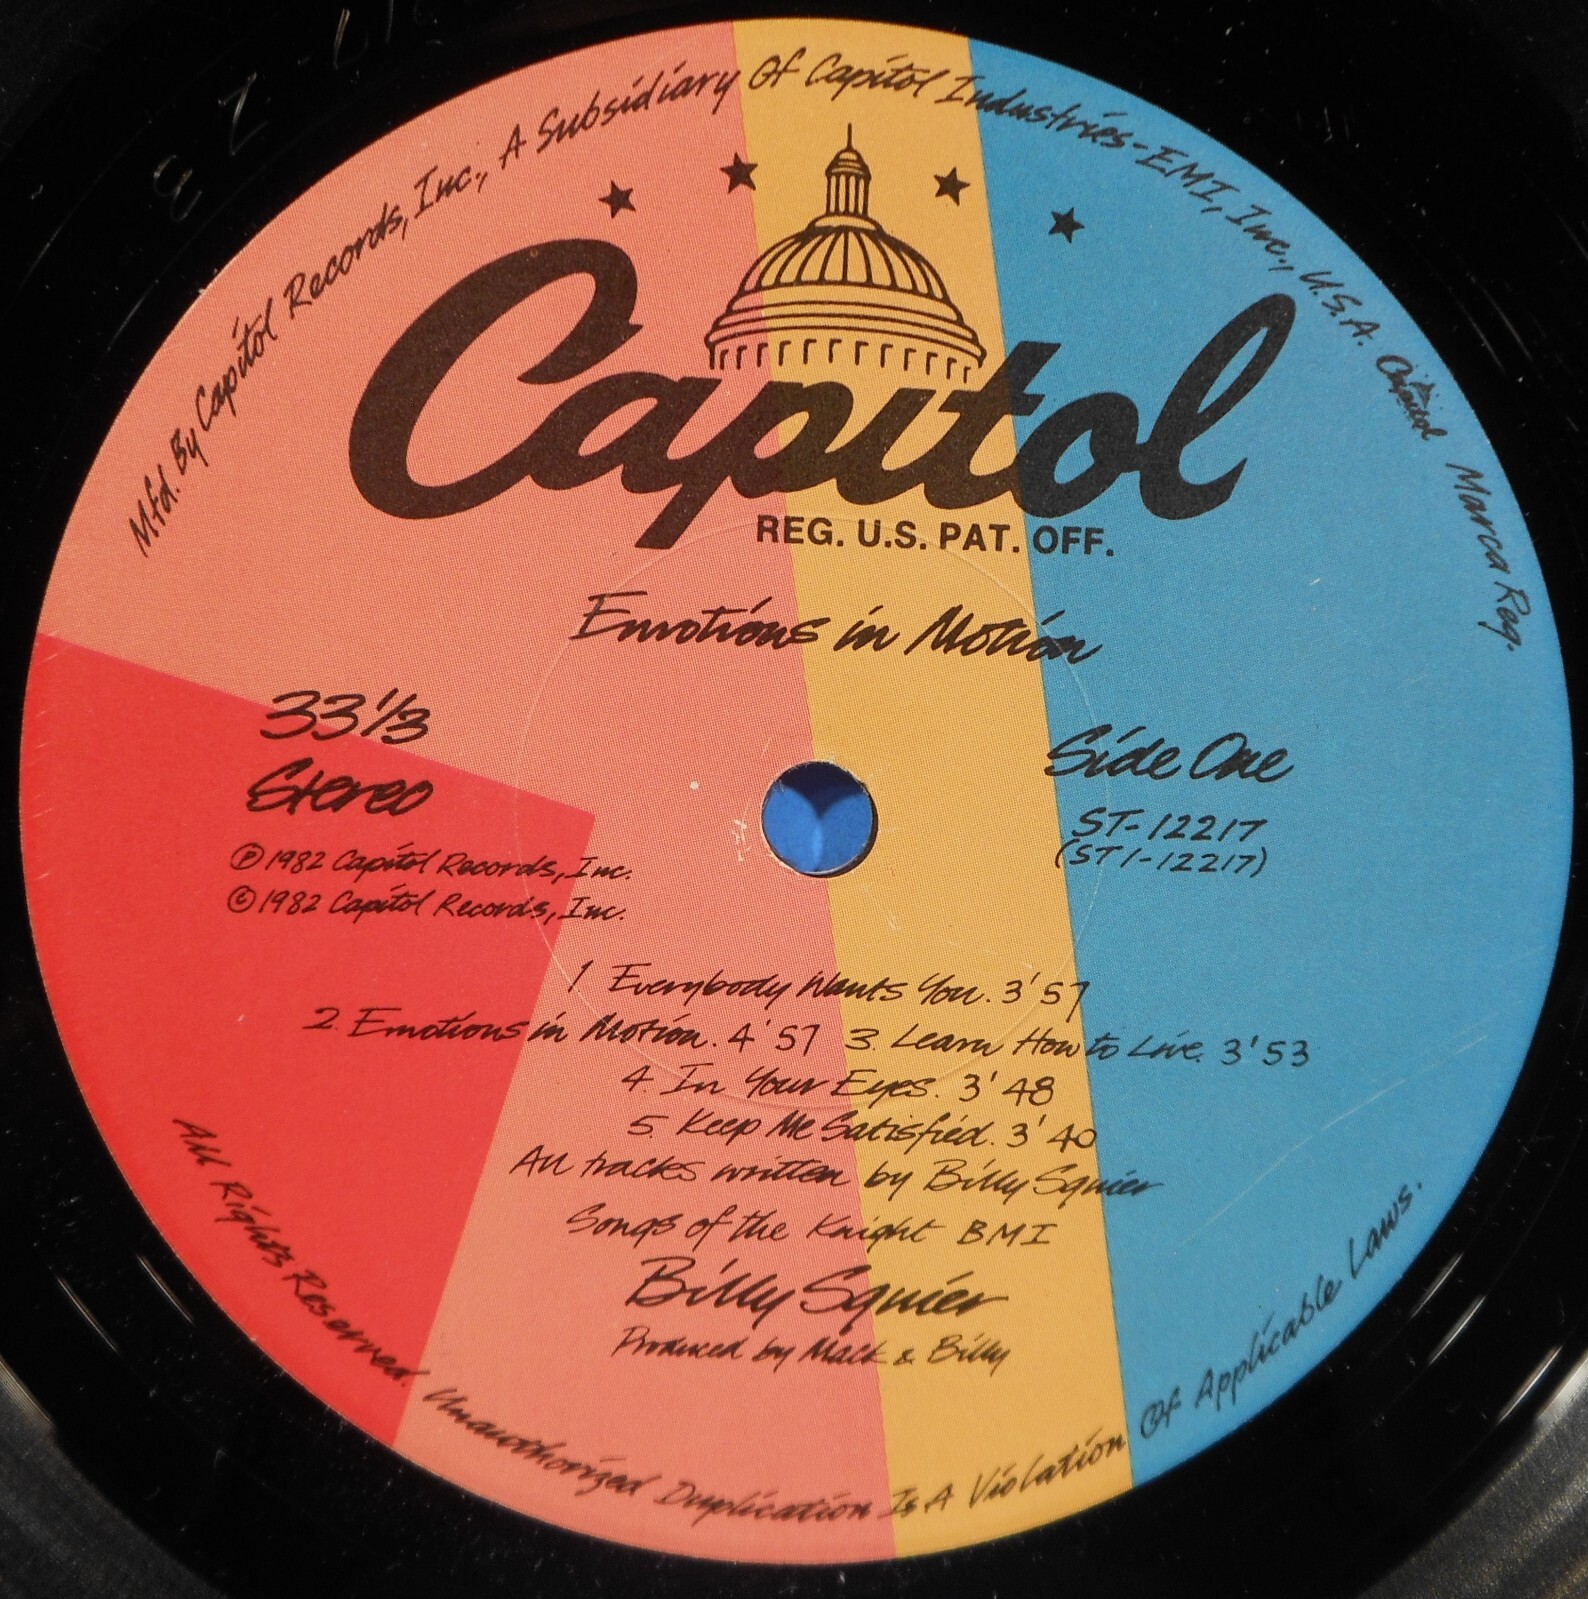 Mfd. By Capitol Records, Inc., A Subsidiary Of Capitol Industries-EMI, Inc., U.S.A. Capitol Marca Reg.
Capitol
REG. U.S. PAT. OFF.
Emotions in Motion
33 1/3
Stereo
Side One
ST-12217
(ST1-12217)
℗ 1982 Capitol Records, Inc.
© 1982 Capitol Records, Inc.
1 Everybody Wants You. 3'57
2. Emotions in Motion. 4'57 3. Learn How to Live. 3'53
4. In Your Eyes. 3'48
5. Keep Me Satisfied. 3'40
All tracks written by Billy Squier
Songs of the Knight BMI
Billy Squier
Produced by Mack & Billy
All Rights Reserved. Unauthorized Duplication Is A Violation Of Applicable Laws.